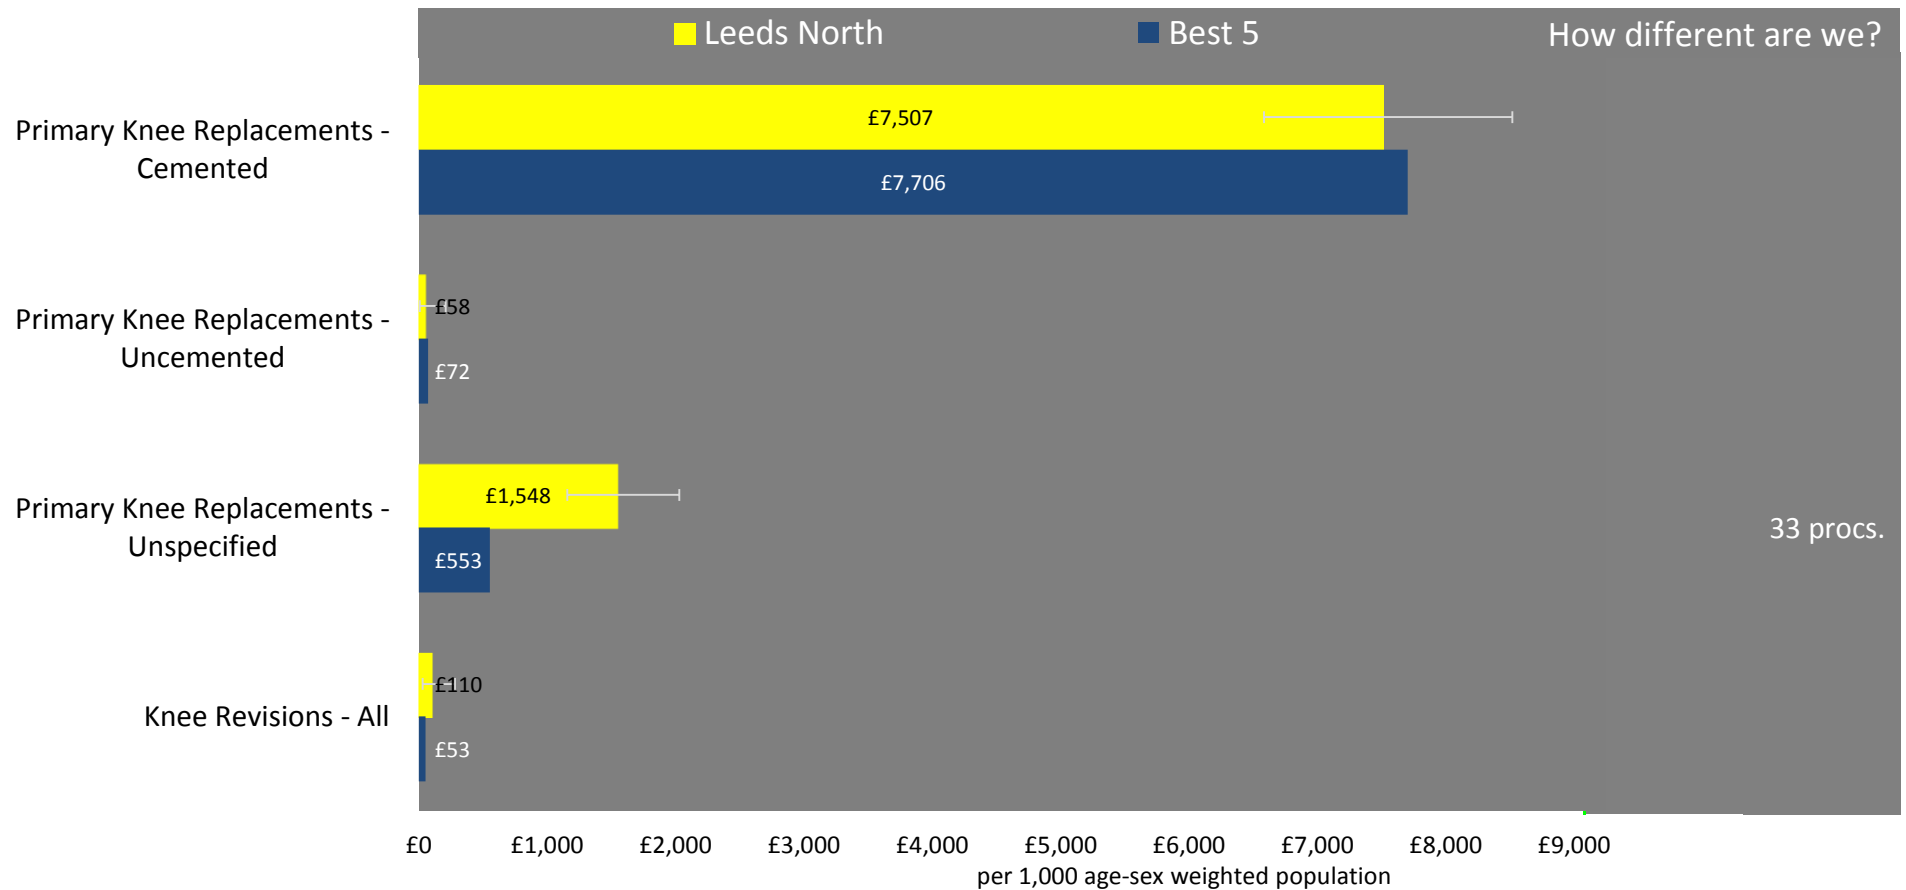 Leeds North
Best 5
How different are we?
Primary Knee Replacements -
Cemented
£7,507
£7,706
Primary Knee Replacements -
Uncemented
£58
£72
Primary Knee Replacements -
Unspecified
£1,548
£553
33 procs.
Knee Revisions - All
£110
£53
£0 £1,000 £2,000 £3,000 £4,000 £5,000 £6,000 £7,000 £8,000 £9,000
per 1,000 age-sex weighted population